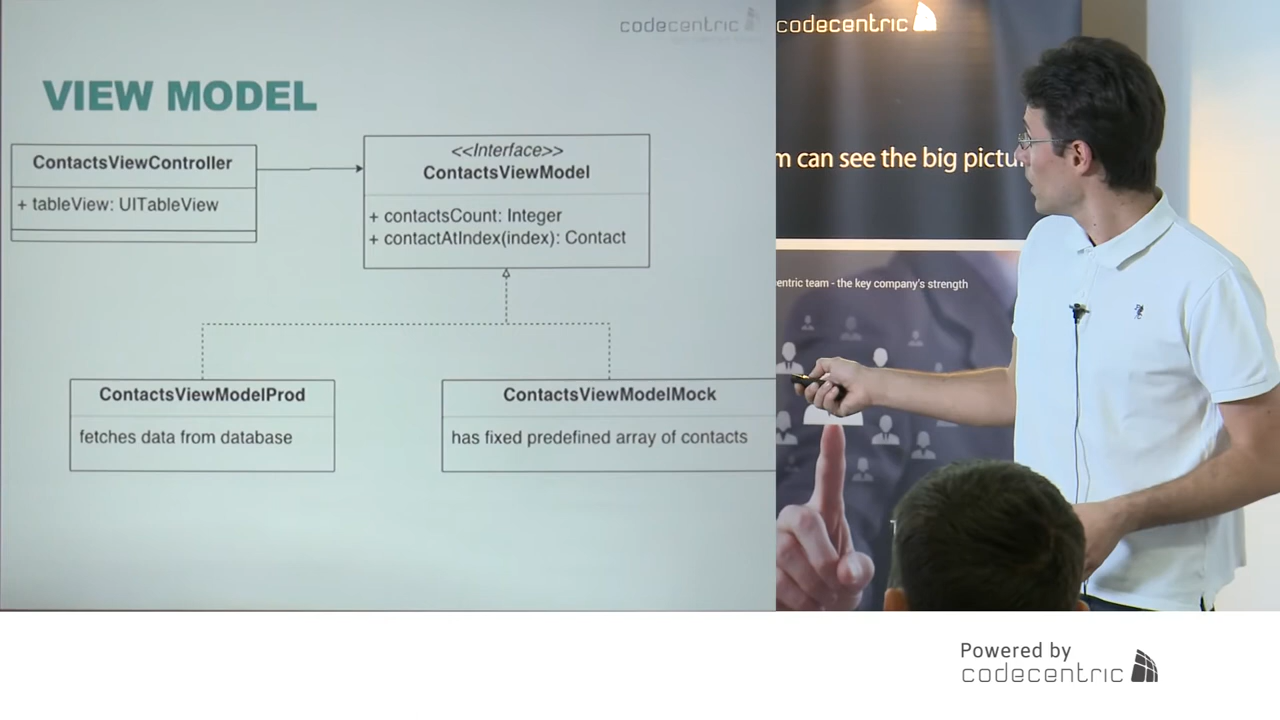 codecentric
VIEW MODEL
ContactsViewController
+ tableView: UITableView
<<Interface>>
ContactsViewModel
+ contactsCount: Integer
+ contactAtIndex(index): Contact
ContactsViewModelProd
fetches data from database
ContactsViewModelMock
has fixed predefined array of contacts
codecentric
m can see the big pictu
entric team - the key company's strength
Powered by
codecentric